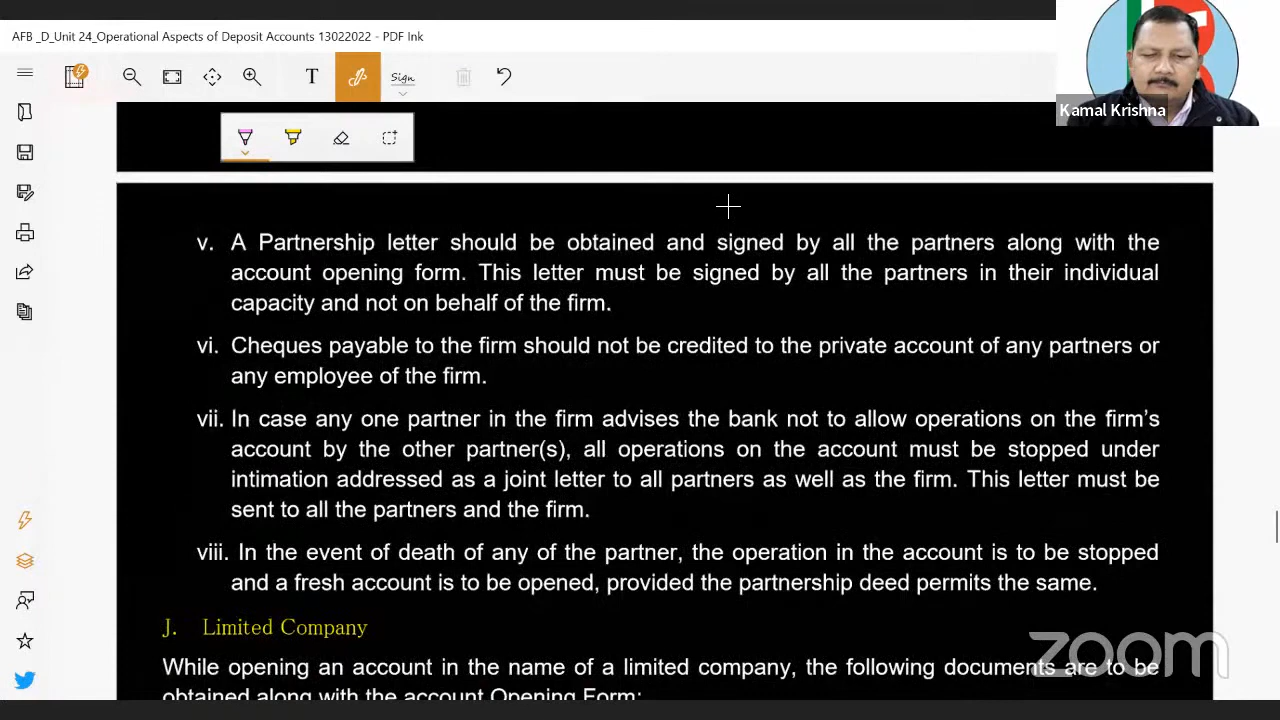 AFB _D_Unit 24_Operational Aspects of Deposit Accounts 13022022 - PDF Ink
T
Sign
Kamal Krishna
v. A Partnership letter should be obtained and signed by all the partners along with the
account opening form. This letter must be signed by all the partners in their individual
capacity and not on behalf of the firm.
vi. Cheques payable to the firm should not be credited to the private account of any partners or
any employee of the firm.
vii. In case any one partner in the firm advises the bank not to allow operations on the firm's
account by the other partner(s), all operations on the account must be stopped under
intimation addressed as a joint letter to all partners as well as the firm. This letter must be
sent to all the partners and the firm.
viii. In the event of death of any of the partner, the operation in the account is to be stopped
and a fresh account is to be opened, provided the partnership deed permits the same.
J. Limited Company
While opening an account in the name of a limited company, the following documents are to be
obtained along with the account Opening Form:
zoom